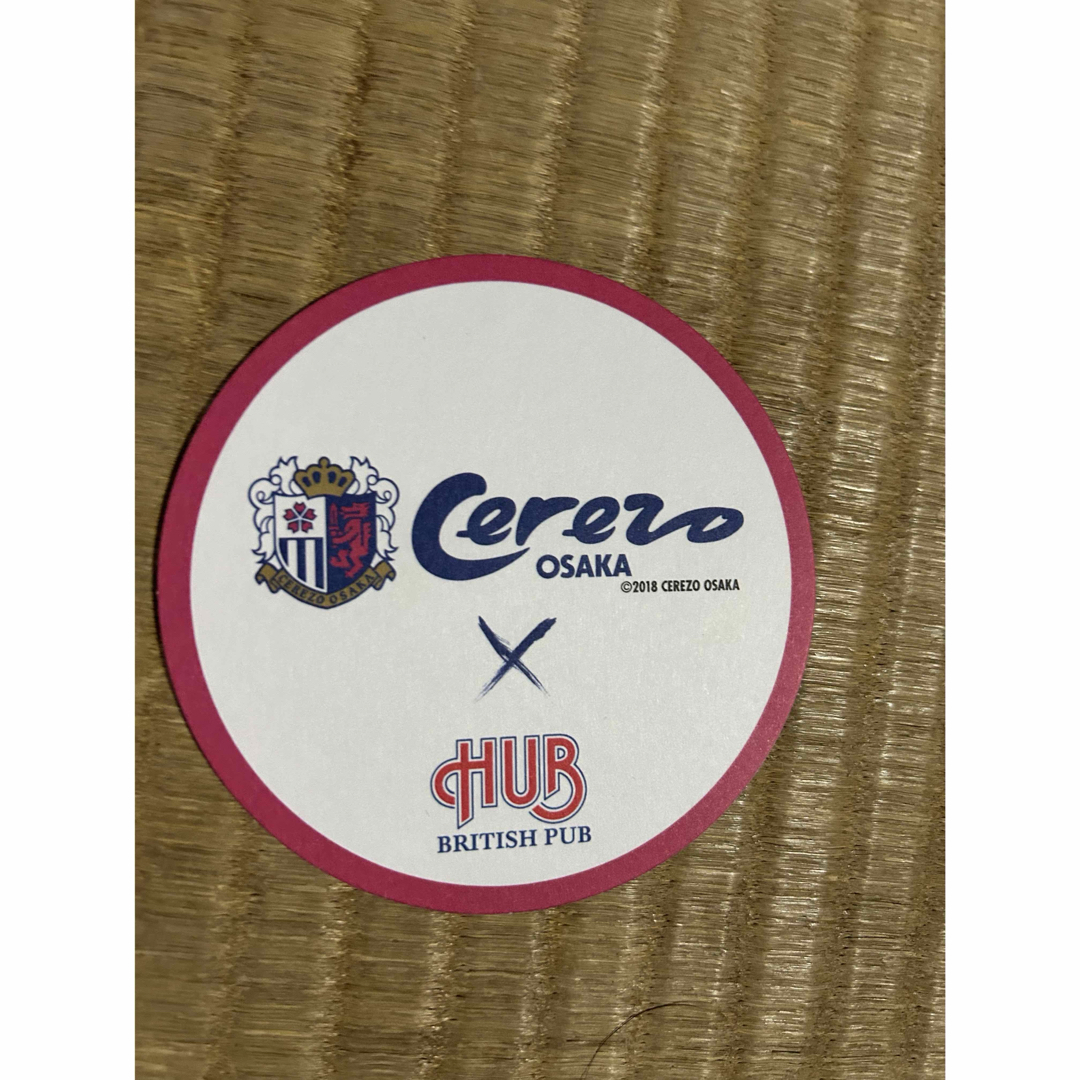 Cerezo
OSAKA
©2018 CEREZO OSAKA
CEREZO OSAKA
HUB
BRITISH PUB